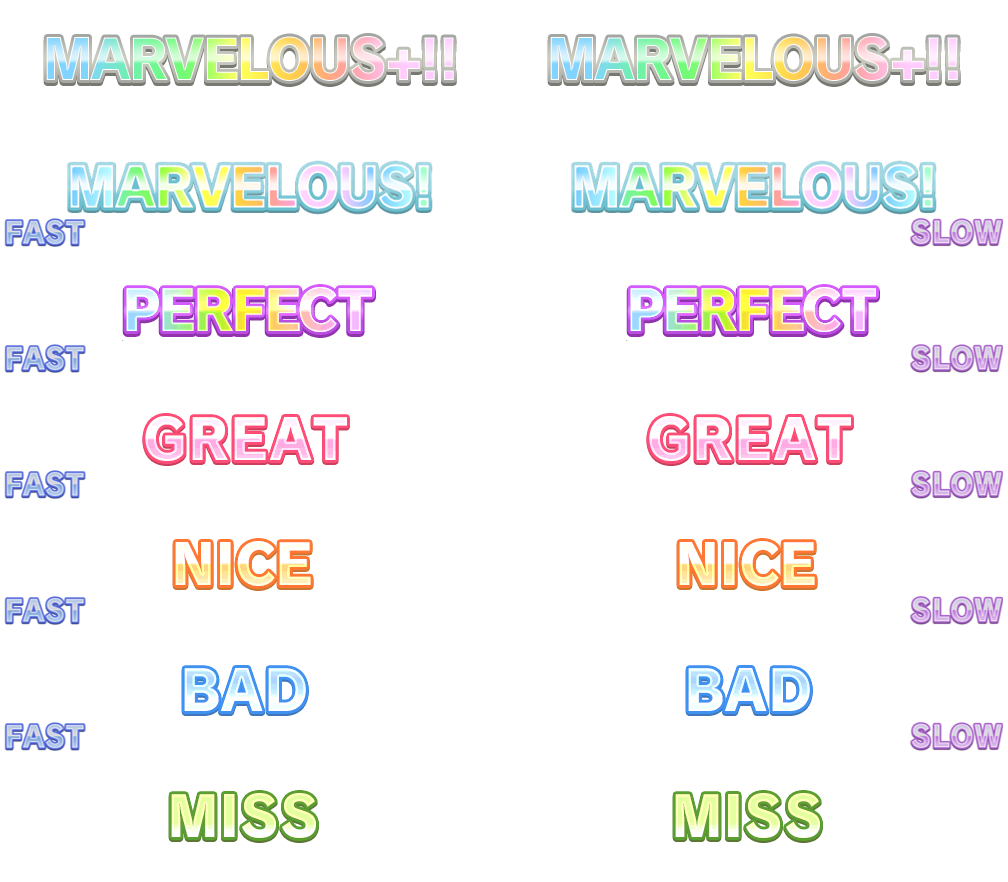 MARVELOUS+!! MARVELOUS+!!
MARVELOUS! MARVELOUS!
FAST SLOW
PERFECT PERFECT
FAST SLOW
GREAT GREAT
FAST SLOW
NICE NICE
FAST SLOW
BAD BAD
FAST SLOW
MISS MISS